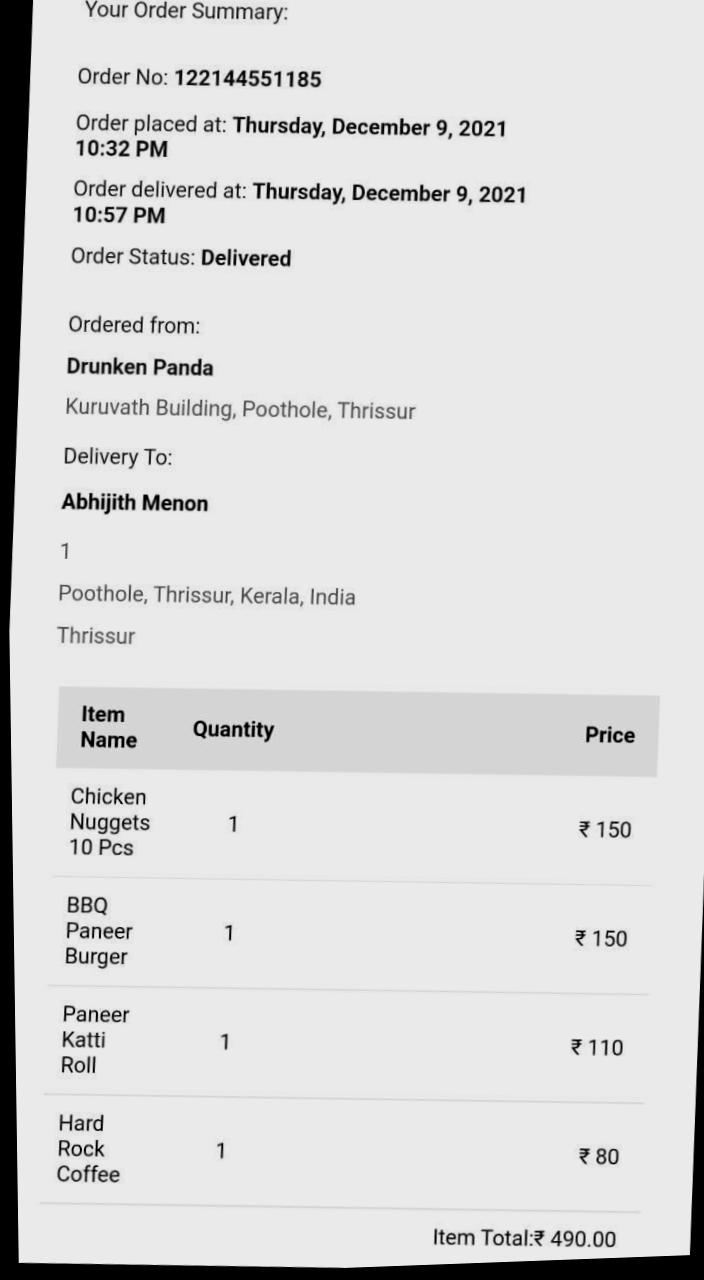 Your Order Summary:
Order No: 122144551185
Order placed at: Thursday, December 9, 2021
10:32 PM
Order delivered at: Thursday, December 9, 2021
10:57 PM
Order Status: Delivered
Ordered from:
Drunken Panda
Kuruvath Building, Poothole, Thrissur
Delivery To:
Abhijith Menon
1
Poothole, Thrissur, Kerala, India
Thrissur
Item
Name Quantity Price
Chicken
Nuggets 1 ₹ 150
10 Pcs
BBQ
Paneer 1 ₹ 150
Burger
Paneer
Katti 1 ₹ 110
Roll
Hard
Rock 1 ₹ 80
Coffee
Item Total:₹ 490.00